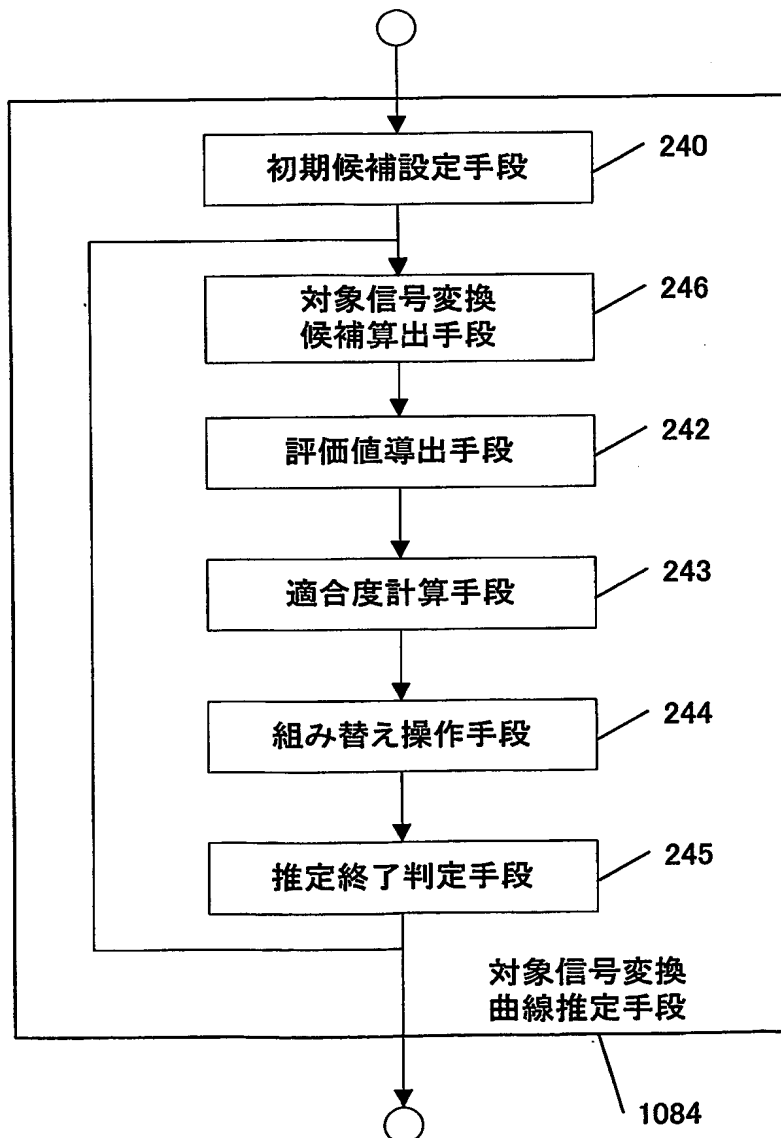 初期候補設定手段
240
対象信号変換
候補算出手段
246
評価値導出手段
242
適合度計算手段
243
組み替え操作手段
244
推定終了判定手段
245
対象信号変換
曲線推定手段
1084